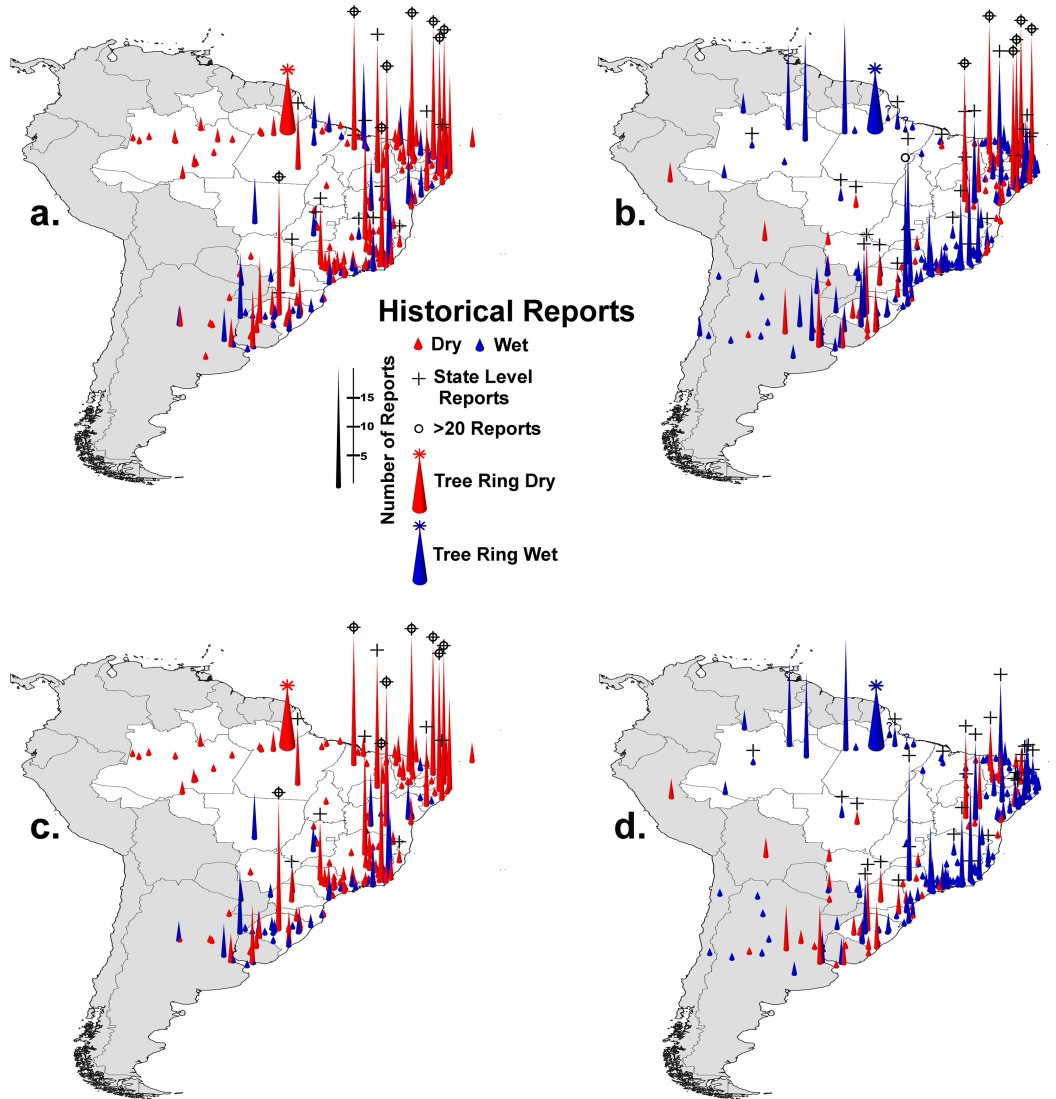 a.
b.
?
Historical Reports
Dry Wet
State Level
Reports
>20 Reports
Tree Ring Dry
Tree Ring Wet
15
10
5
Number of Reports
c.
d.
?
?